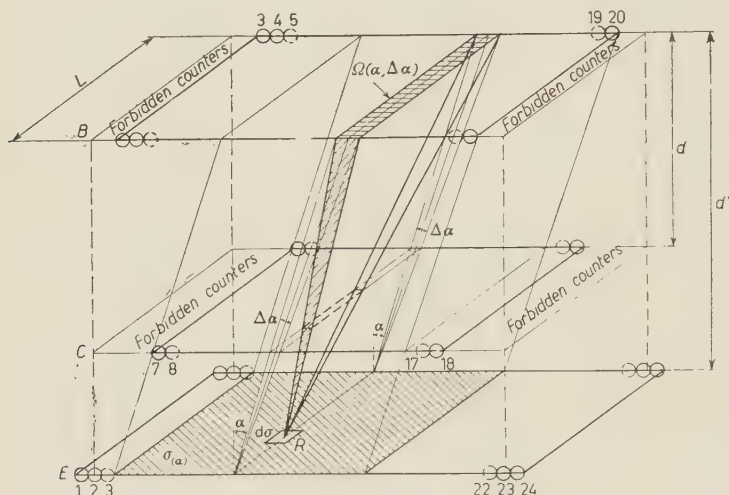 3 4 5
19 20
L
Forbidden counters
Ω(α, Δα)
Forbidden counters
B
d
d'
Δα
Forbidden counters
Δα
Forbidden counters
α
C
7 8
17 18
dσ
R
α
σ(α)
E
1 2 3
22 23 24